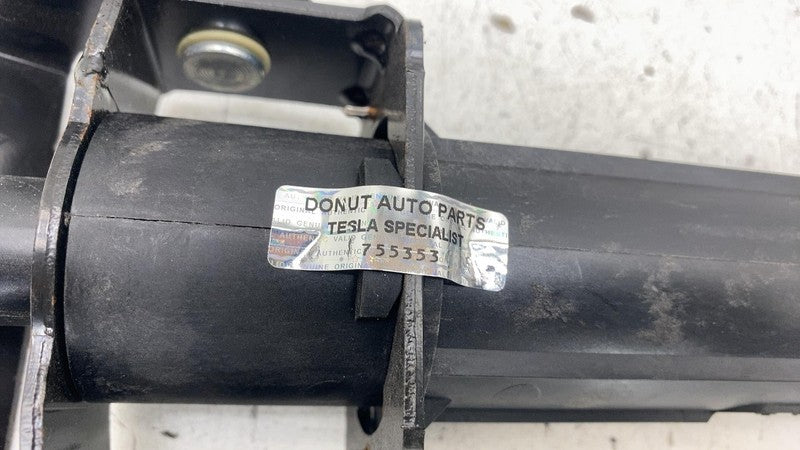 DONUT AUTO PARTS
TESLA SPECIALIST
755353